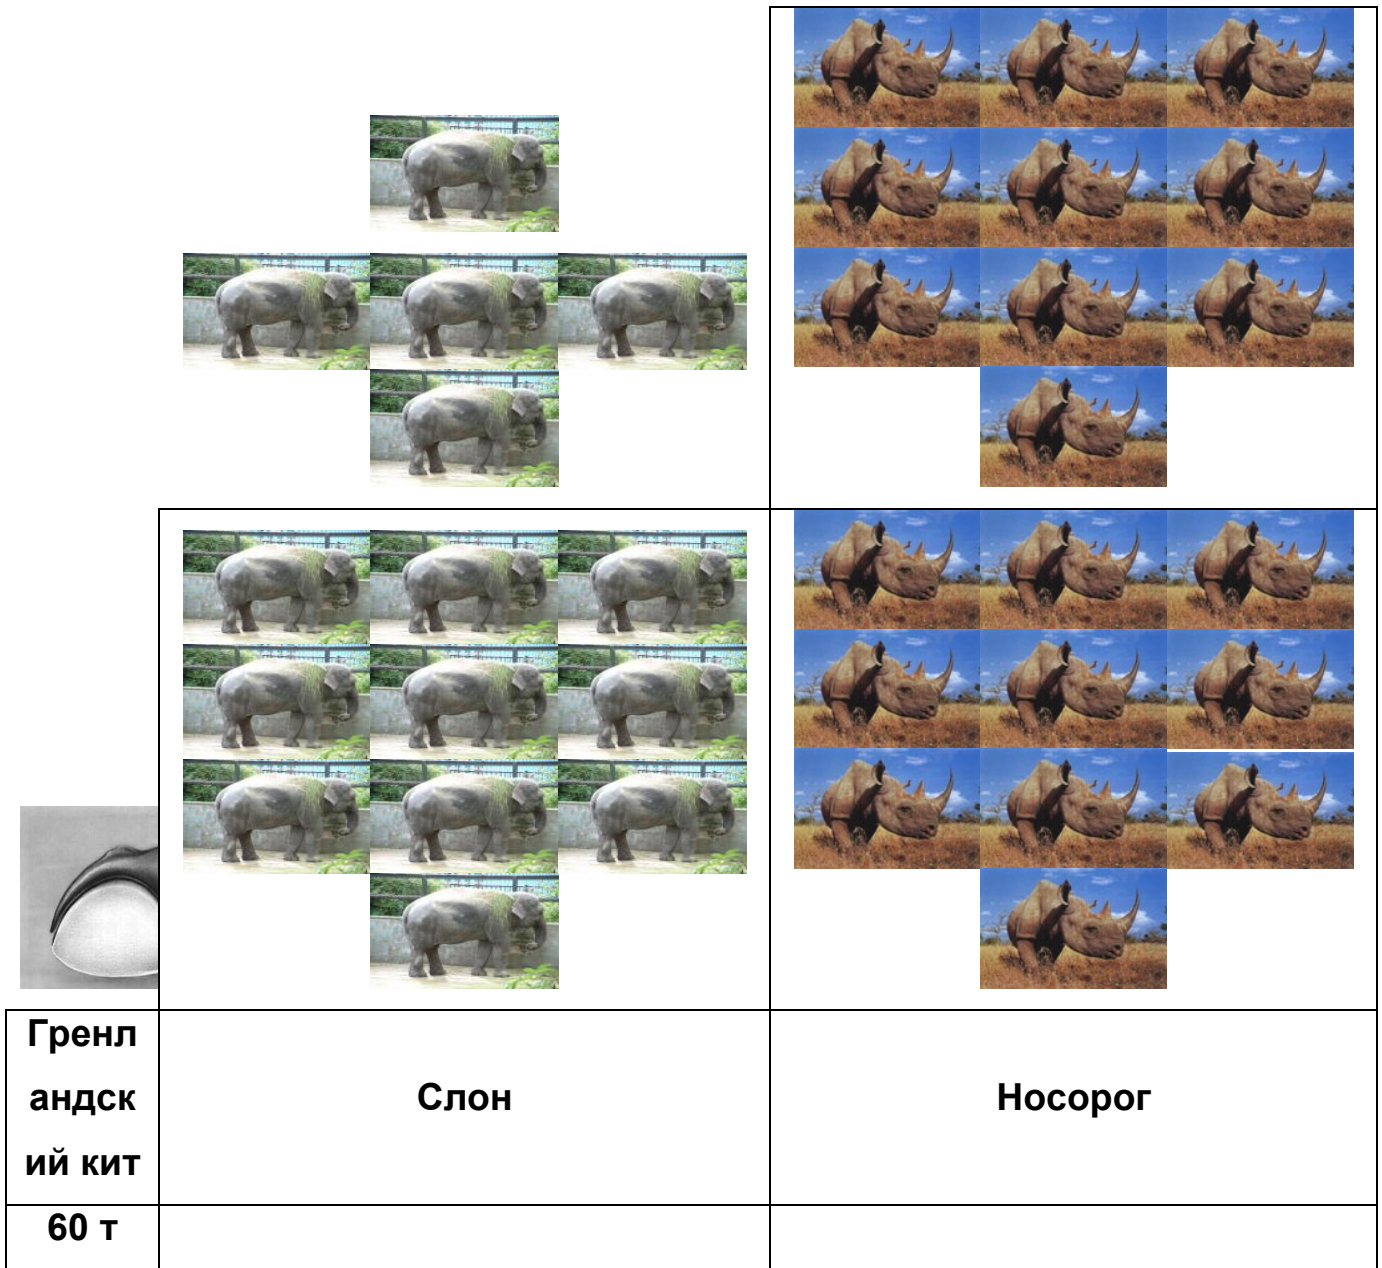 Гренл
андск
ий кит
Слон
Носорог
60 т